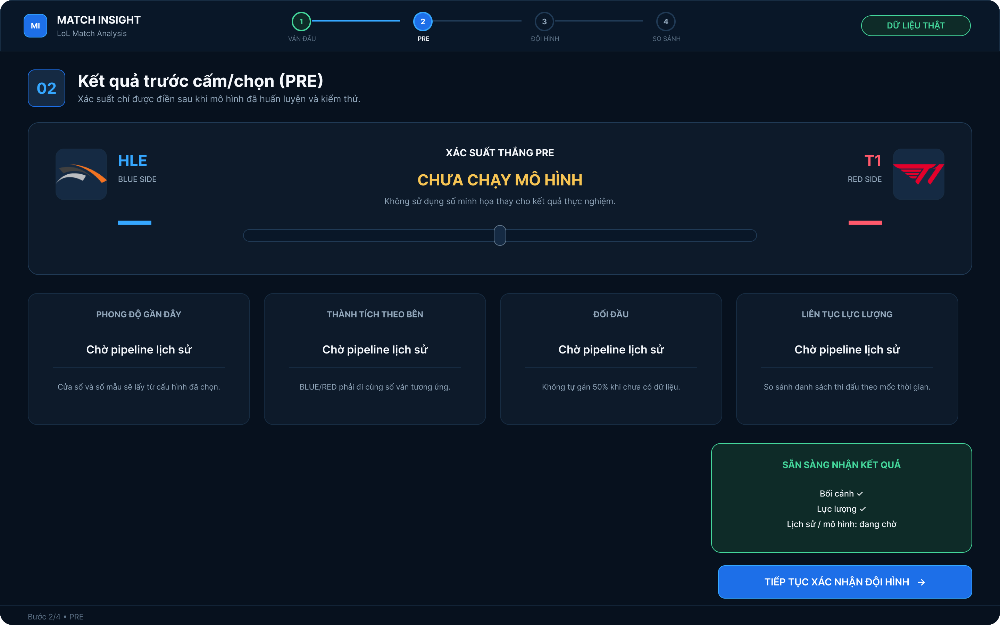 MI
MATCH INSIGHT
LoL Match Analysis
1
VÁN ĐẤU
2
PRE
3
ĐỘI HÌNH
4
SO SÁNH
DỮ LIỆU THẬT
02
Kết quả trước cấm/chọn (PRE)
Xác suất chỉ được điền sau khi mô hình đã huấn luyện và kiểm thử.
HLE
BLUE SIDE
XÁC SUẤT THẮNG PRE
CHƯA CHẠY MÔ HÌNH
Không sử dụng số minh họa thay cho kết quả thực nghiệm.
T1
RED SIDE
T1
PHONG ĐỘ GẦN ĐÂY
Chờ pipeline lịch sử
Cửa sổ và số mẫu sẽ lấy từ cấu hình đã chọn.
THÀNH TÍCH THEO BÊN
Chờ pipeline lịch sử
BLUE/RED phải đi cùng số ván tương ứng.
ĐỐI ĐẦU
Chờ pipeline lịch sử
Không tự gán 50% khi chưa có dữ liệu.
LIÊN TỤC LỰC LƯỢNG
Chờ pipeline lịch sử
So sánh danh sách thi đấu theo mốc thời gian.
SẴN SÀNG NHẬN KẾT QUẢ
Bối cảnh ✓
Lực lượng ✓
Lịch sử / mô hình: đang chờ
TIẾP TỤC XÁC NHẬN ĐỘI HÌNH →
Bước 2/4 • PRE